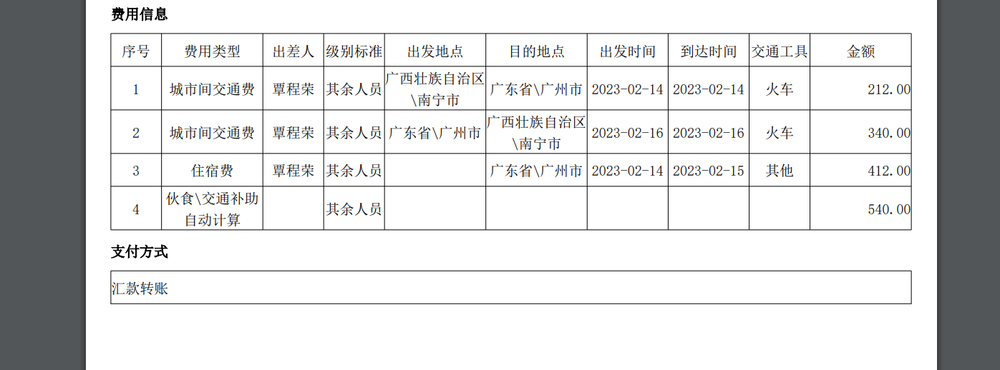 费用信息
序号 费用类型 出差人 级别标准 出发地点 目的地点 出发时间 到达时间 交通工具 金额
1 城市间交通费 覃程荣 其余人员 广西壮族自治区
\南宁市 广东省\广州市 2023-02-14 2023-02-14 火车 212.00
2 城市间交通费 覃程荣 其余人员 广东省\广州市 广西壮族自治区
\南宁市 2023-02-16 2023-02-16 火车 340.00
3 住宿费 覃程荣 其余人员 广东省\广州市 2023-02-14 2023-02-15 其他 412.00
4 伙食\交通补助
自动计算 其余人员 540.00
支付方式
汇款转账